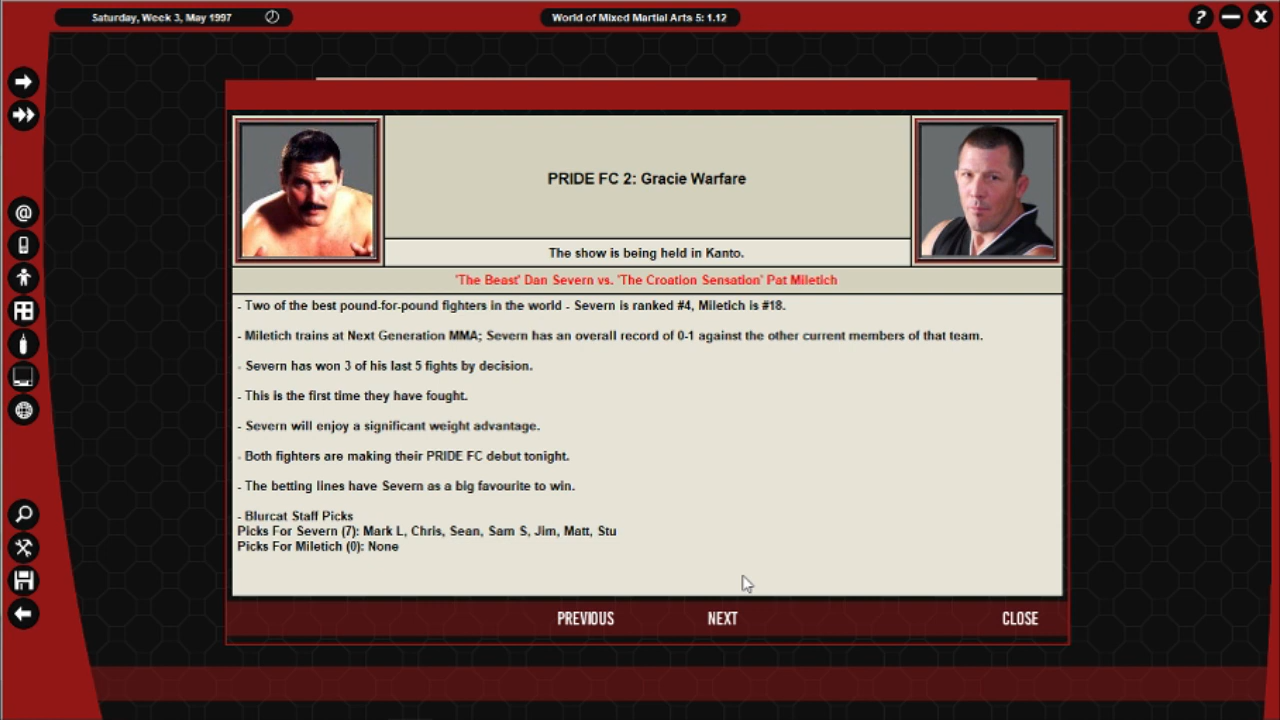 Saturday, Week 3, May 1997
World of Mixed Martial Arts 5: 1.12
?
X
@
PRIDE FC 2: Gracie Warfare
The show is being held in Kanto.
'The Beast' Dan Severn vs. 'The Croation Sensation' Pat Miletich
- Two of the best pound-for-pound fighters in the world - Severn is ranked #4, Miletich is #18.
- Miletich trains at Next Generation MMA; Severn has an overall record of 0-1 against the other current members of that team.
- Severn has won 3 of his last 5 fights by decision.
- This is the first time they have fought.
- Severn will enjoy a significant weight advantage.
- Both fighters are making their PRIDE FC debut tonight.
- The betting lines have Severn as a big favourite to win.
- Blurcat Staff Picks
Picks For Severn (7): Mark L, Chris, Sean, Sam S, Jim, Matt, Stu
Picks For Miletich (0): None
PREVIOUS
NEXT
CLOSE